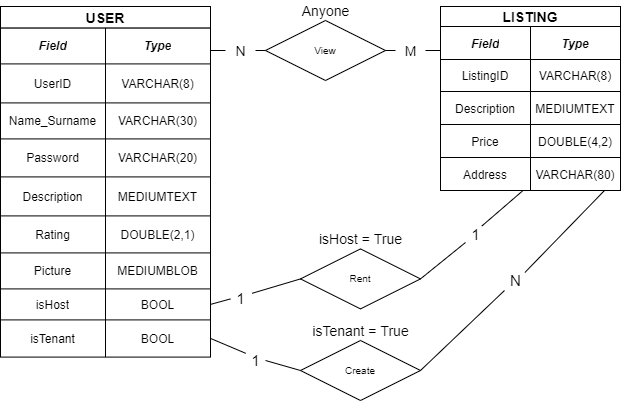 USER
Field Type
UserID VARCHAR(8)
Name_Surname VARCHAR(30)
Password VARCHAR(20)
Description MEDIUMTEXT
Rating DOUBLE(2,1)
Picture MEDIUMBLOB
isHost BOOL
isTenant BOOL
Anyone
N View M
LISTING
Field Type
ListingID VARCHAR(8)
Description MEDIUMTEXT
Price DOUBLE(4,2)
Address VARCHAR(80)
isHost = True
1 Rent 1
isTenant = True
1 Create N